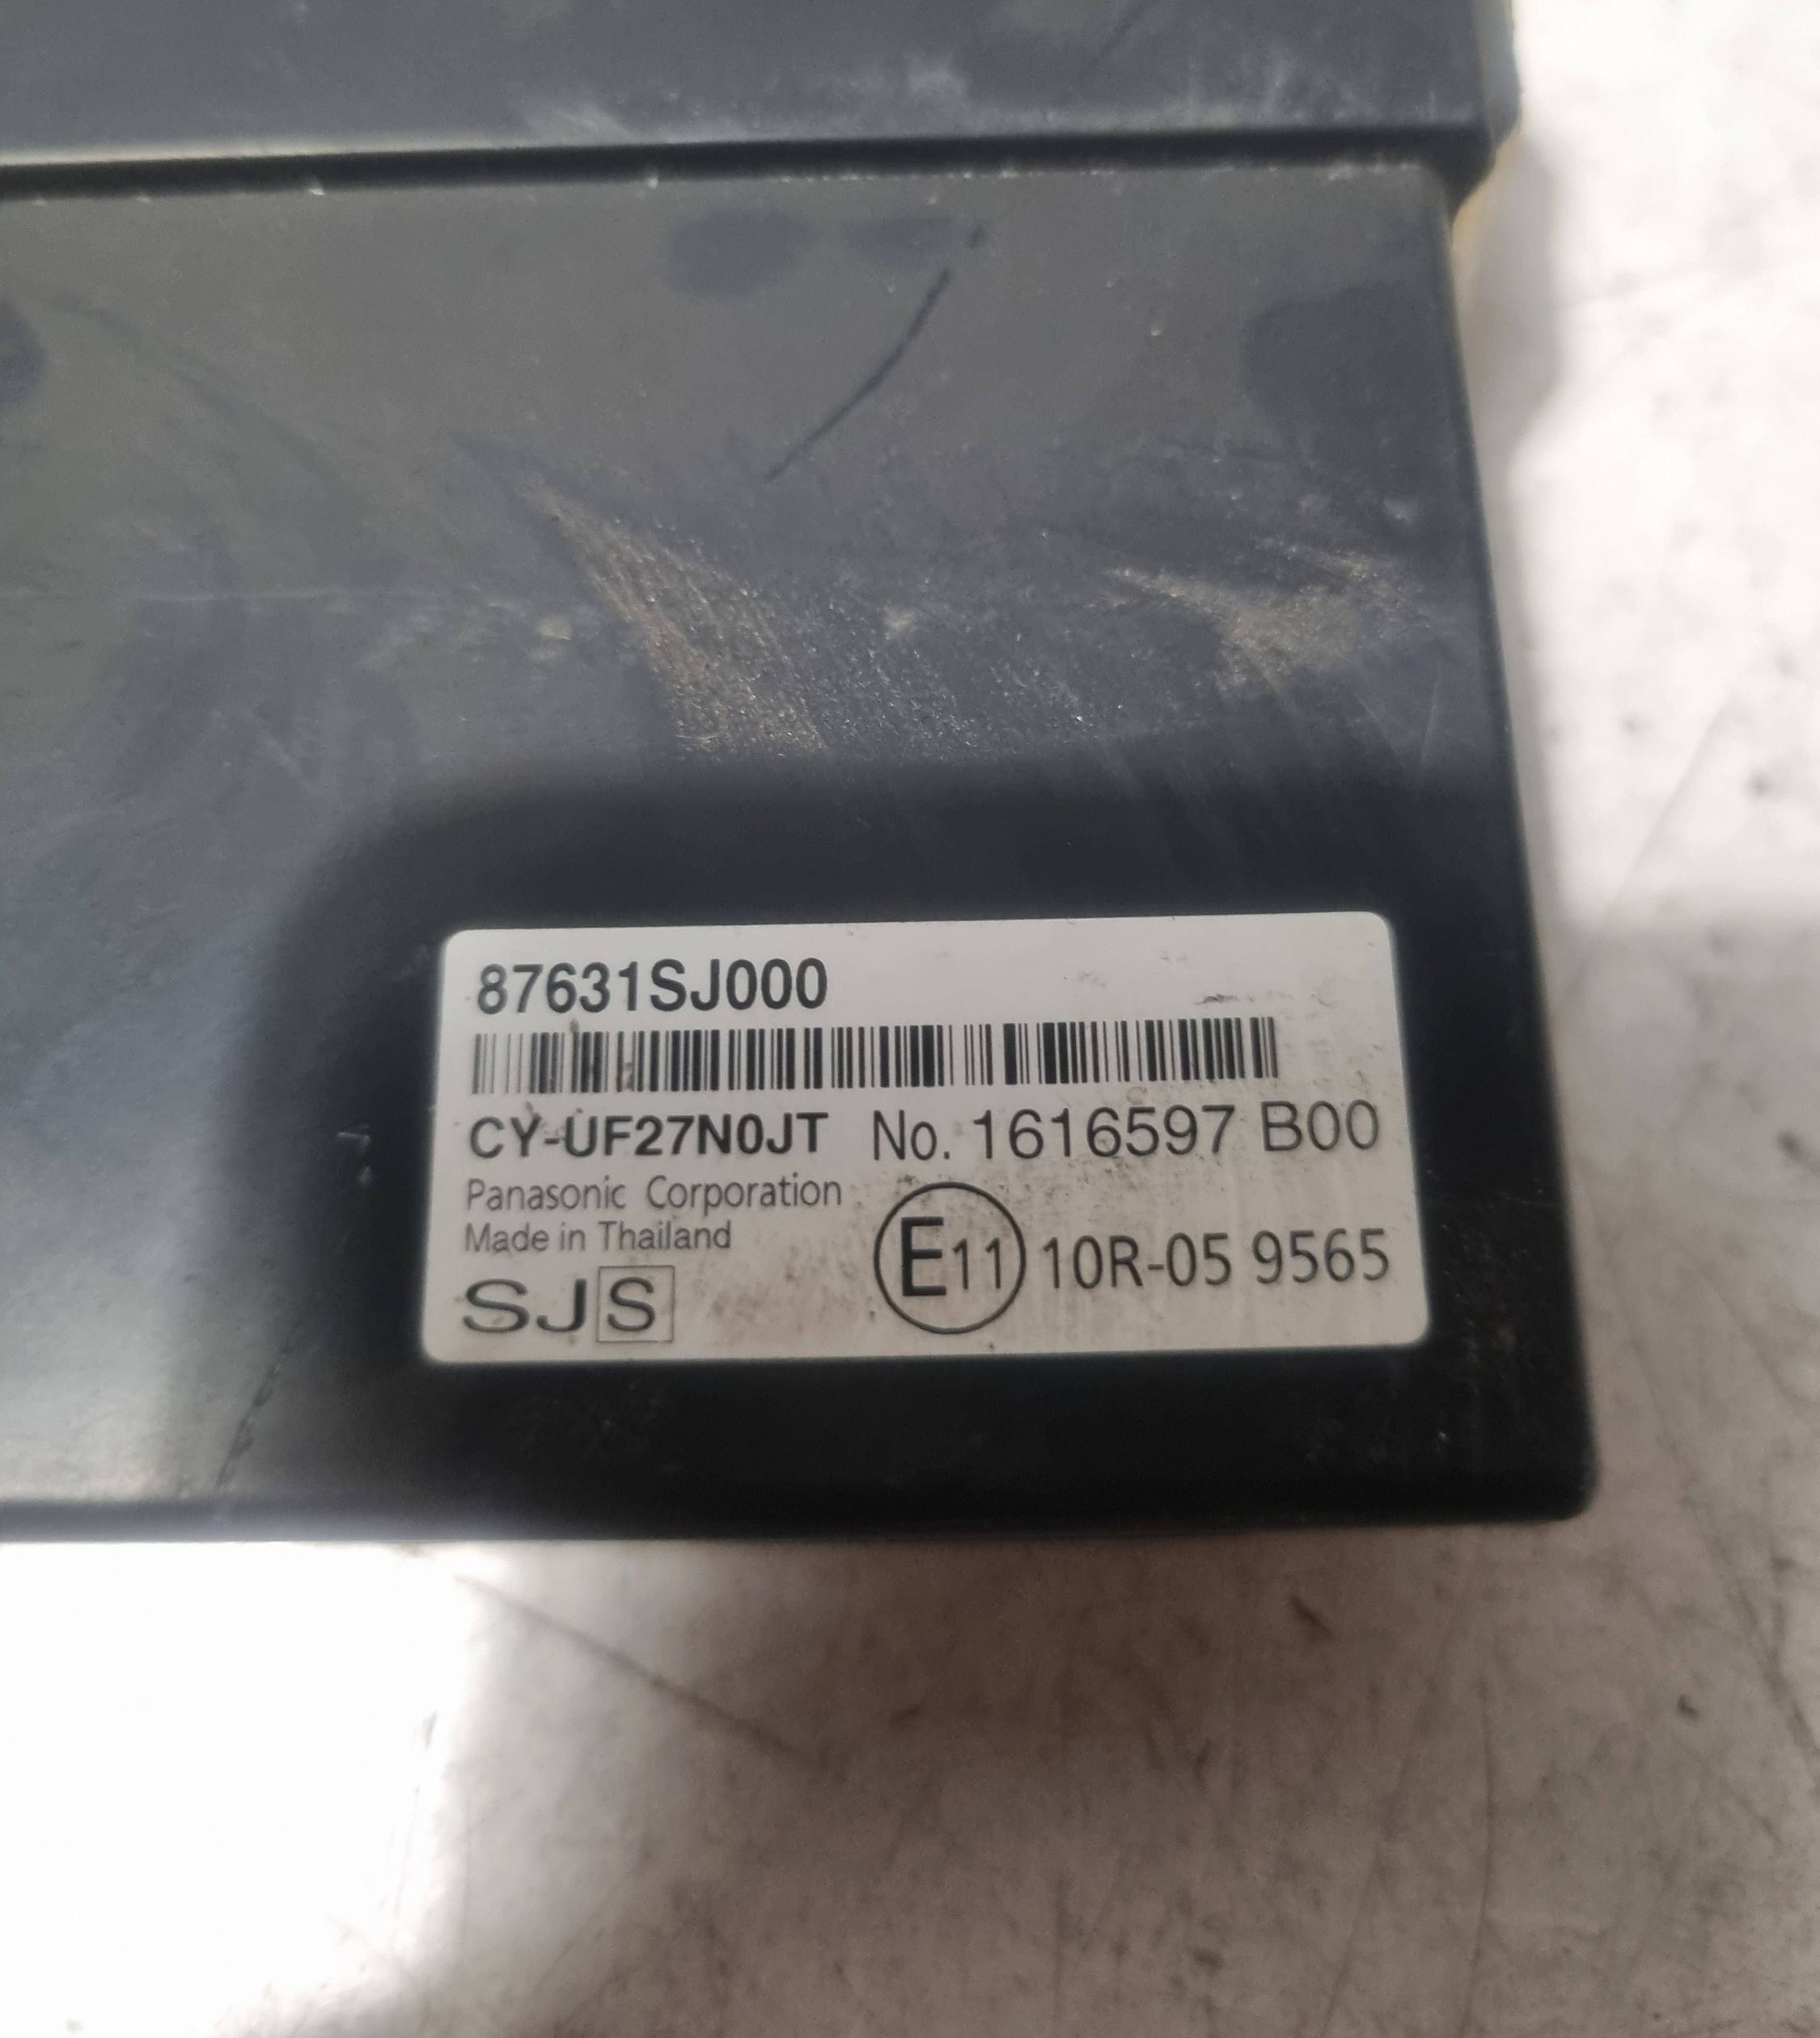 87631SJ000
CY-UF27N0JT No. 1616597 B00
Panasonic Corporation
Made in Thailand
E11 10R-05 9565
SJS